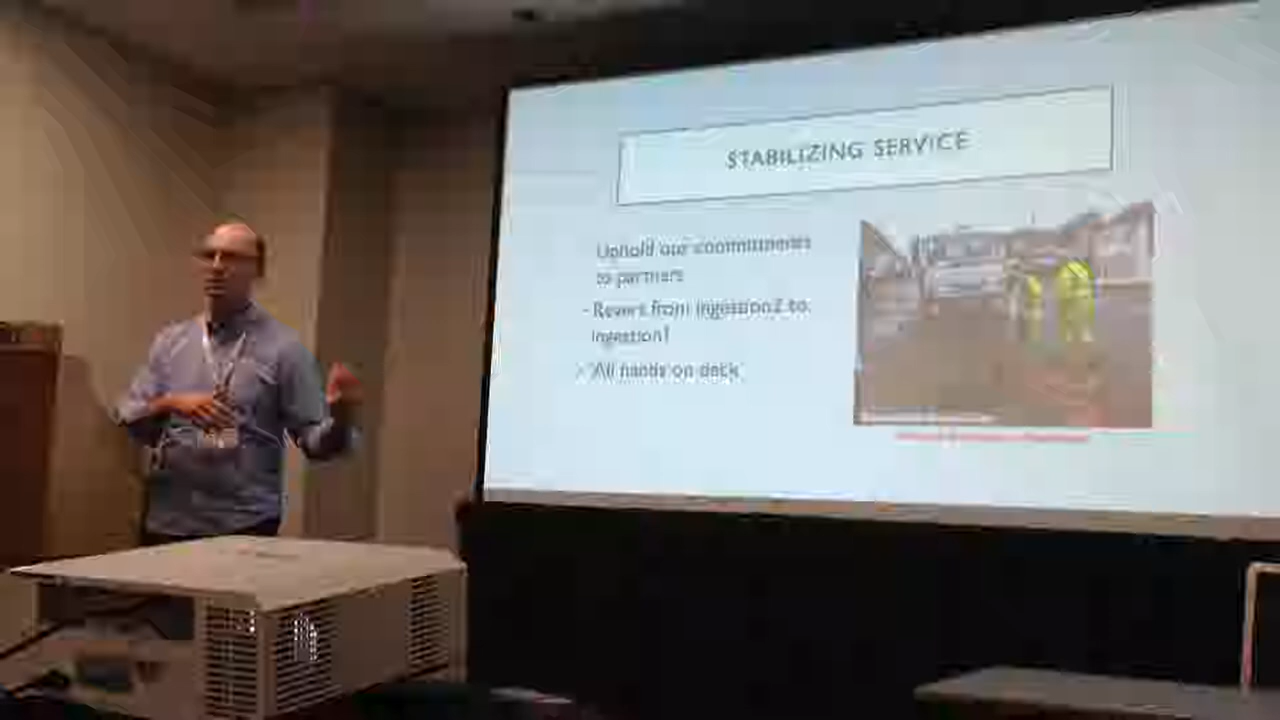 STABILIZING SERVICE
Uphold our commitments
to partners
- Revert from ingestion2 to
ingestion1
All hands on deck